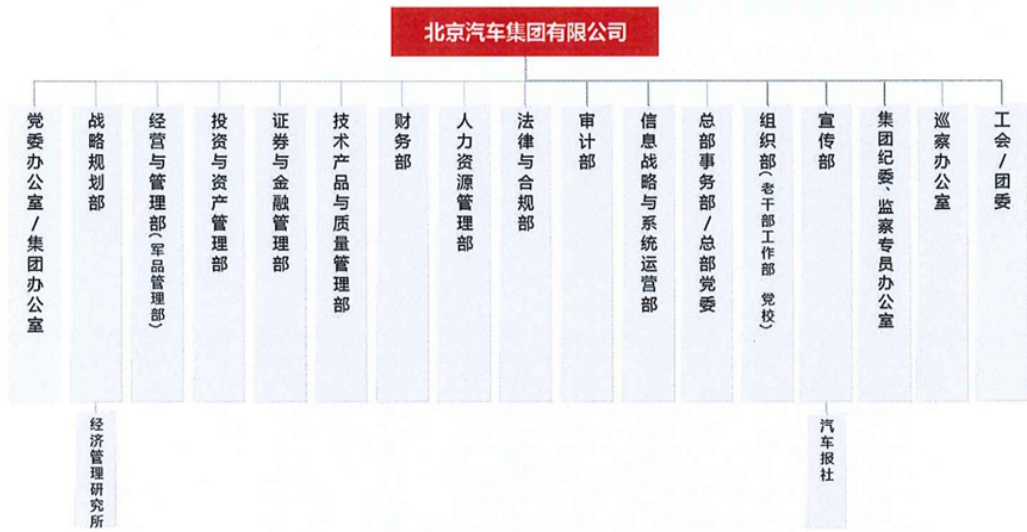 北京汽车集团有限公司
党委办公室/集团办公室
战略规划部
经营与管理部(军品管理部)
投资与资产管理部
证券与金融管理部
技术产品与质量管理部
财务部
人力资源管理部
法律与合规部
审计部
信息战略与系统运营部
总部事务部/总部党委
组织部(老干部工作部 党校)
宣传部
集团纪委、监察专员办公室
巡察办公室
工会/团委
经济管理研究所
汽车报社